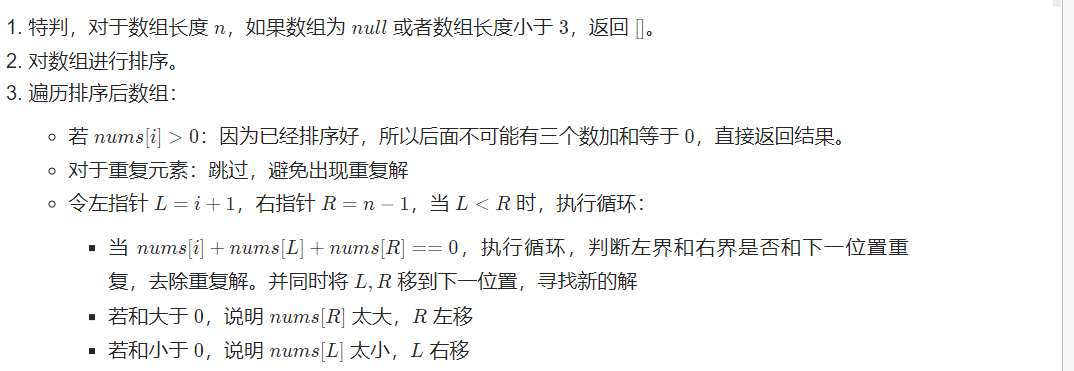 1. 特判，对于数组长度 n，如果数组为 null 或者数组长度小于 3，返回 []。
2. 对数组进行排序。
3. 遍历排序后数组：
若 nums[i] > 0：因为已经排序好，所以后面不可能有三个数加和等于 0，直接返回结果。
对于重复元素：跳过，避免出现重复解
令左指针 L = i + 1，右指针 R = n − 1，当 L < R 时，执行循环：
当 nums[i] + nums[L] + nums[R] == 0，执行循环，判断左界和右界是否和下一位置重
复，去除重复解。并同时将 L, R 移到下一位置，寻找新的解
若和大于 0，说明 nums[R] 太大，R 左移
若和小于 0，说明 nums[L] 太小，L 右移